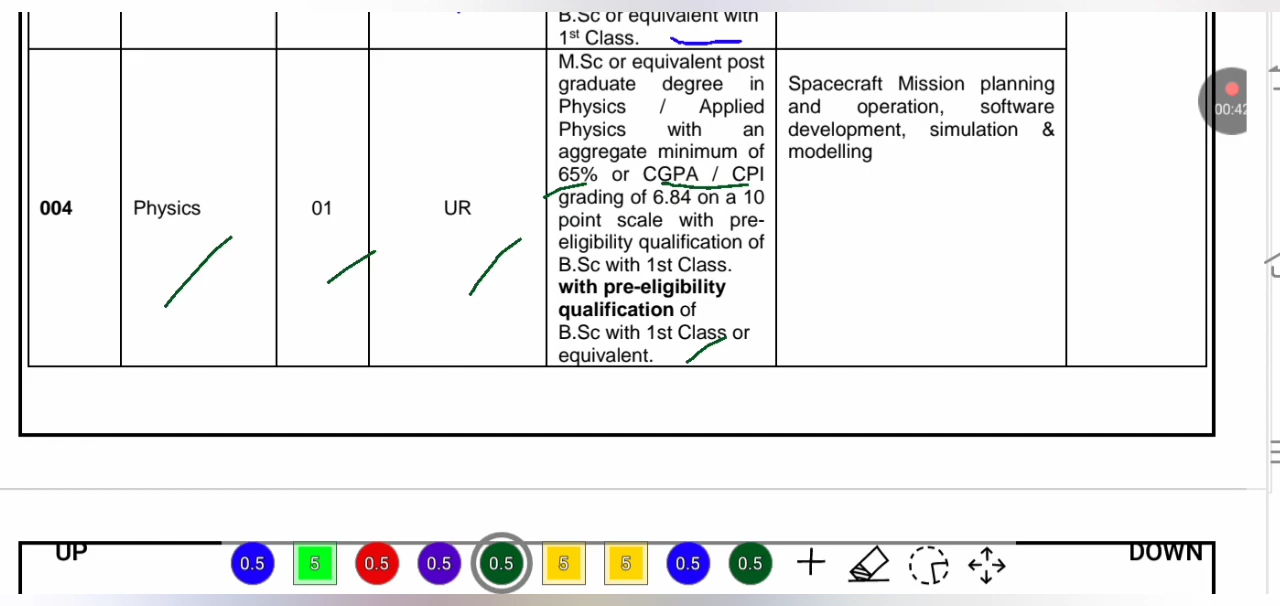 B.Sc or equivalent with
1st Class.
M.Sc or equivalent post
graduate degree in
Physics / Applied
Physics with an
aggregate minimum of
65% or CGPA / CPI
grading of 6.84 on a 10
point scale with pre-
eligibility qualification of
B.Sc with 1st Class.
with pre-eligibility
qualification of
B.Sc with 1st Class or
equivalent.
Spacecraft Mission planning
and operation, software
development, simulation &
modelling
004 Physics 01 UR
00:42
UP
DOWN
0.5 5 0.5 0.5 0.5 5 5 0.5 0.5